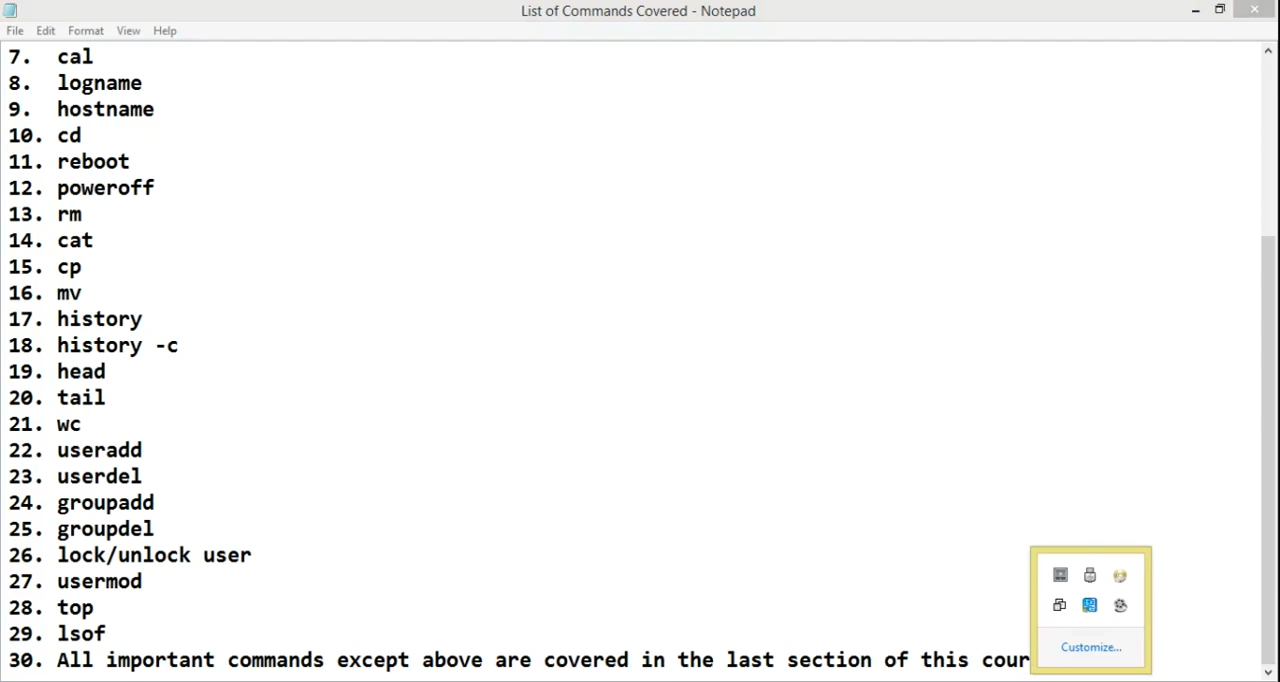 List of Commands Covered - Notepad
File Edit Format View Help
7. cal
8. logname
9. hostname
10. cd
11. reboot
12. poweroff
13. rm
14. cat
15. cp
16. mv
17. history
18. history -c
19. head
20. tail
21. wc
22. useradd
23. userdel
24. groupadd
25. groupdel
26. lock/unlock user
27. usermod
28. top
29. lsof
30. All important commands except above are covered in the last section of this cour
Customize...